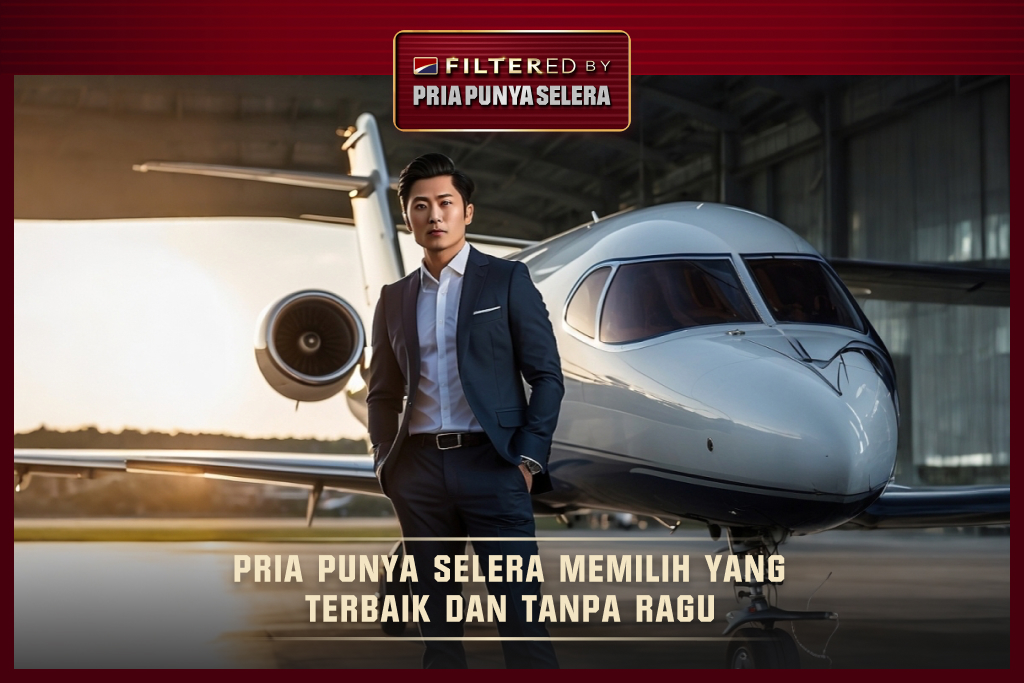 FILTERED BY
PRIA PUNYA SELERA
PRIA PUNYA SELERA MEMILIH YANG
TERBAIK DAN TANPA RAGU